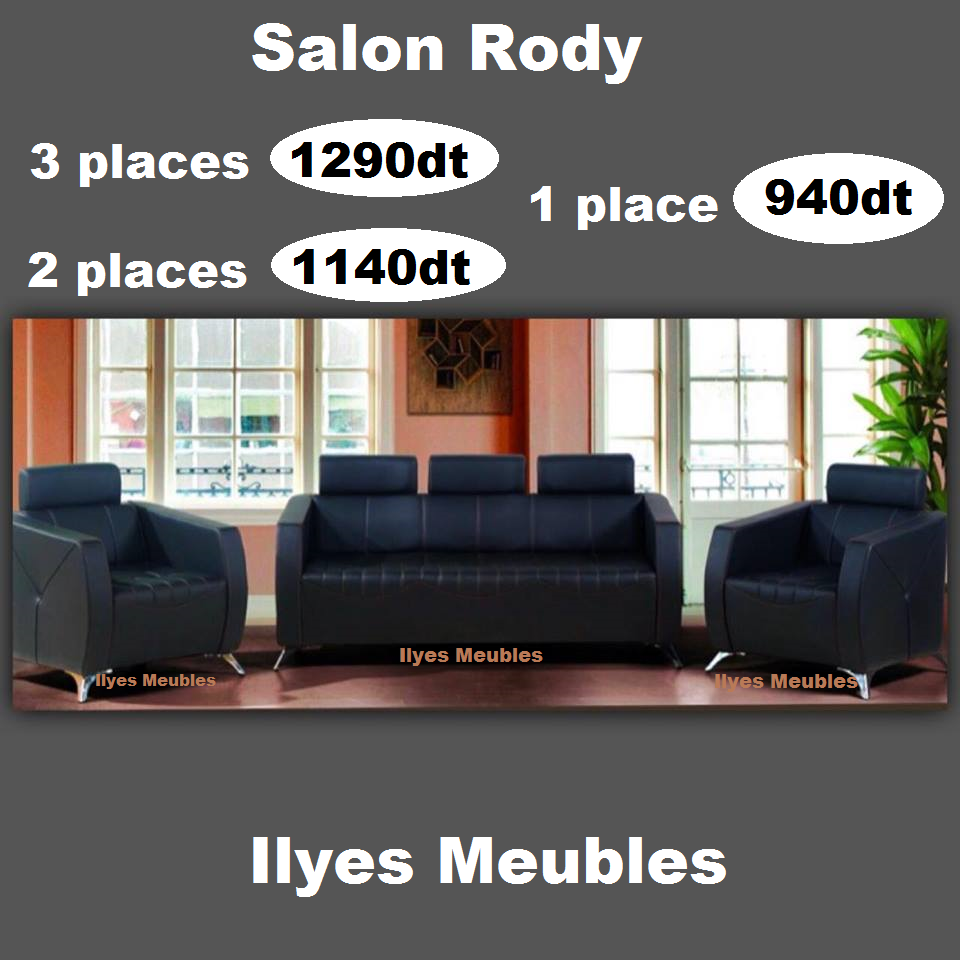 Salon Rody
3 places 1290dt
1 place 940dt
2 places 1140dt
Ilyes Meubles
Ilyes Meubles
Ilyes Meubles
Ilyes Meubles